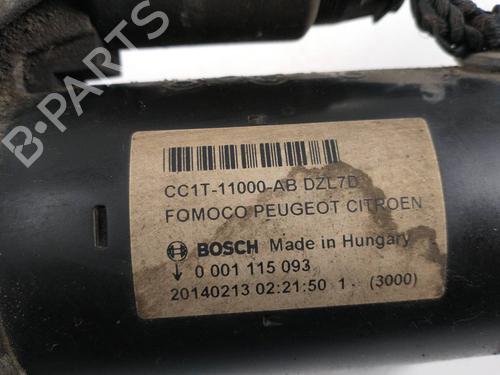 B-PARTS
CC1T-11000-AB DZL7D
FOMOCO PEUGEOT CITROEN
BOSCH Made in Hungary
0 001 115 093
20140213 02:21:50 1 (3000)